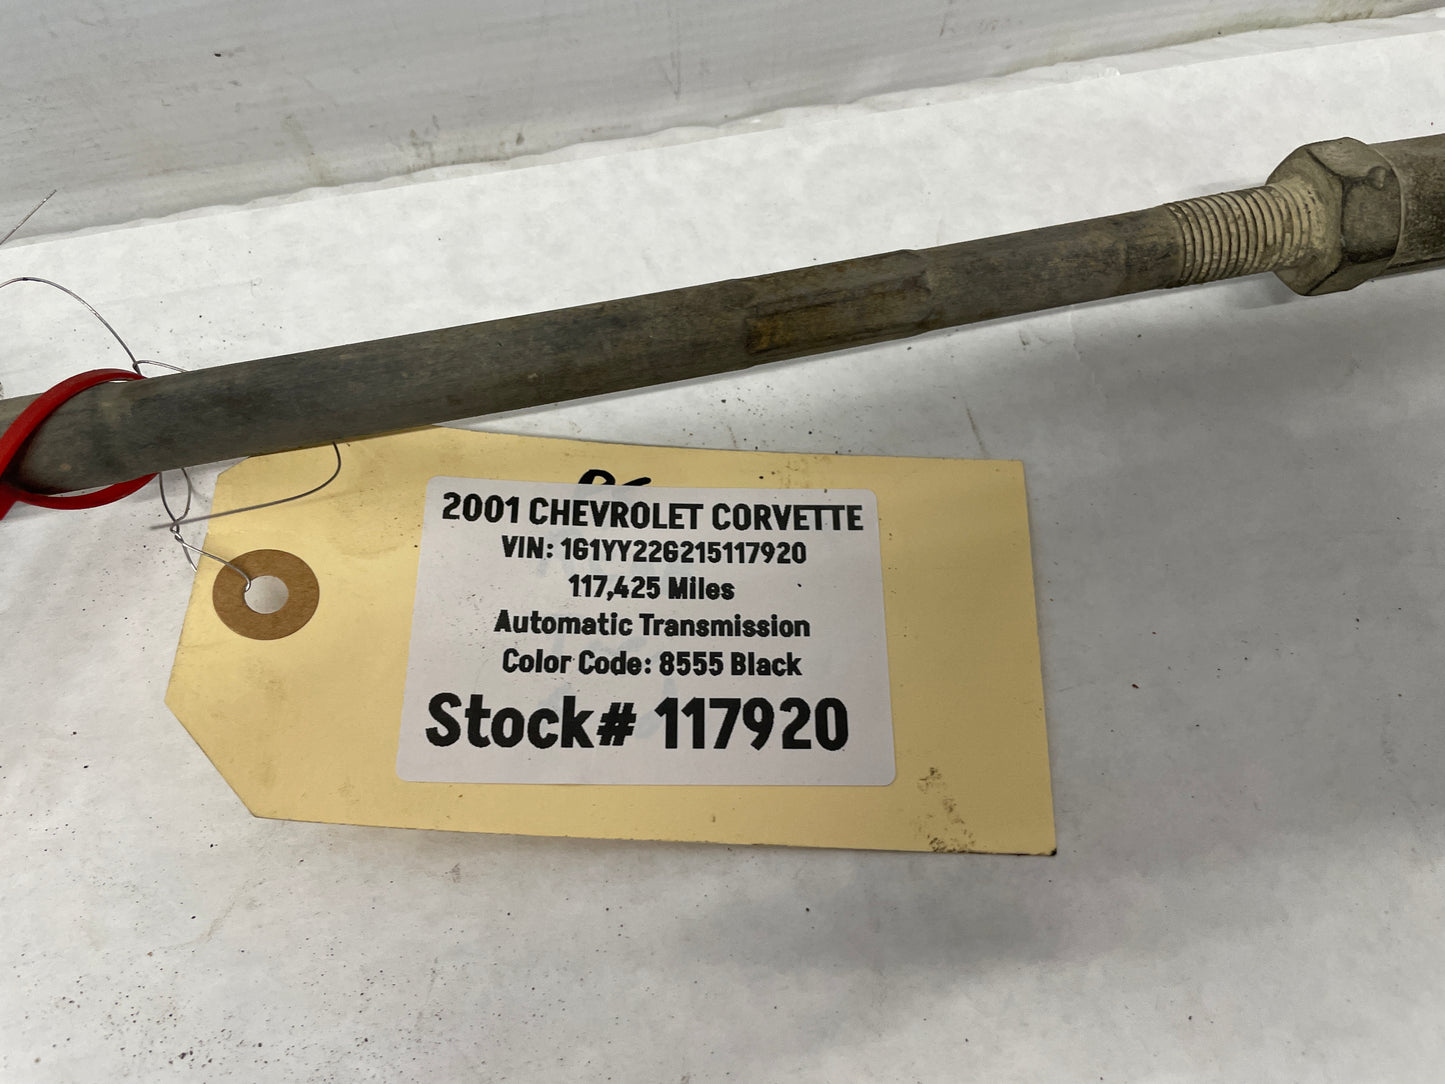 2001 CHEVROLET CORVETTE
VIN: 1G1YY22G215117920
117,425 Miles
Automatic Transmission
Color Code: 8555 Black
Stock# 117920